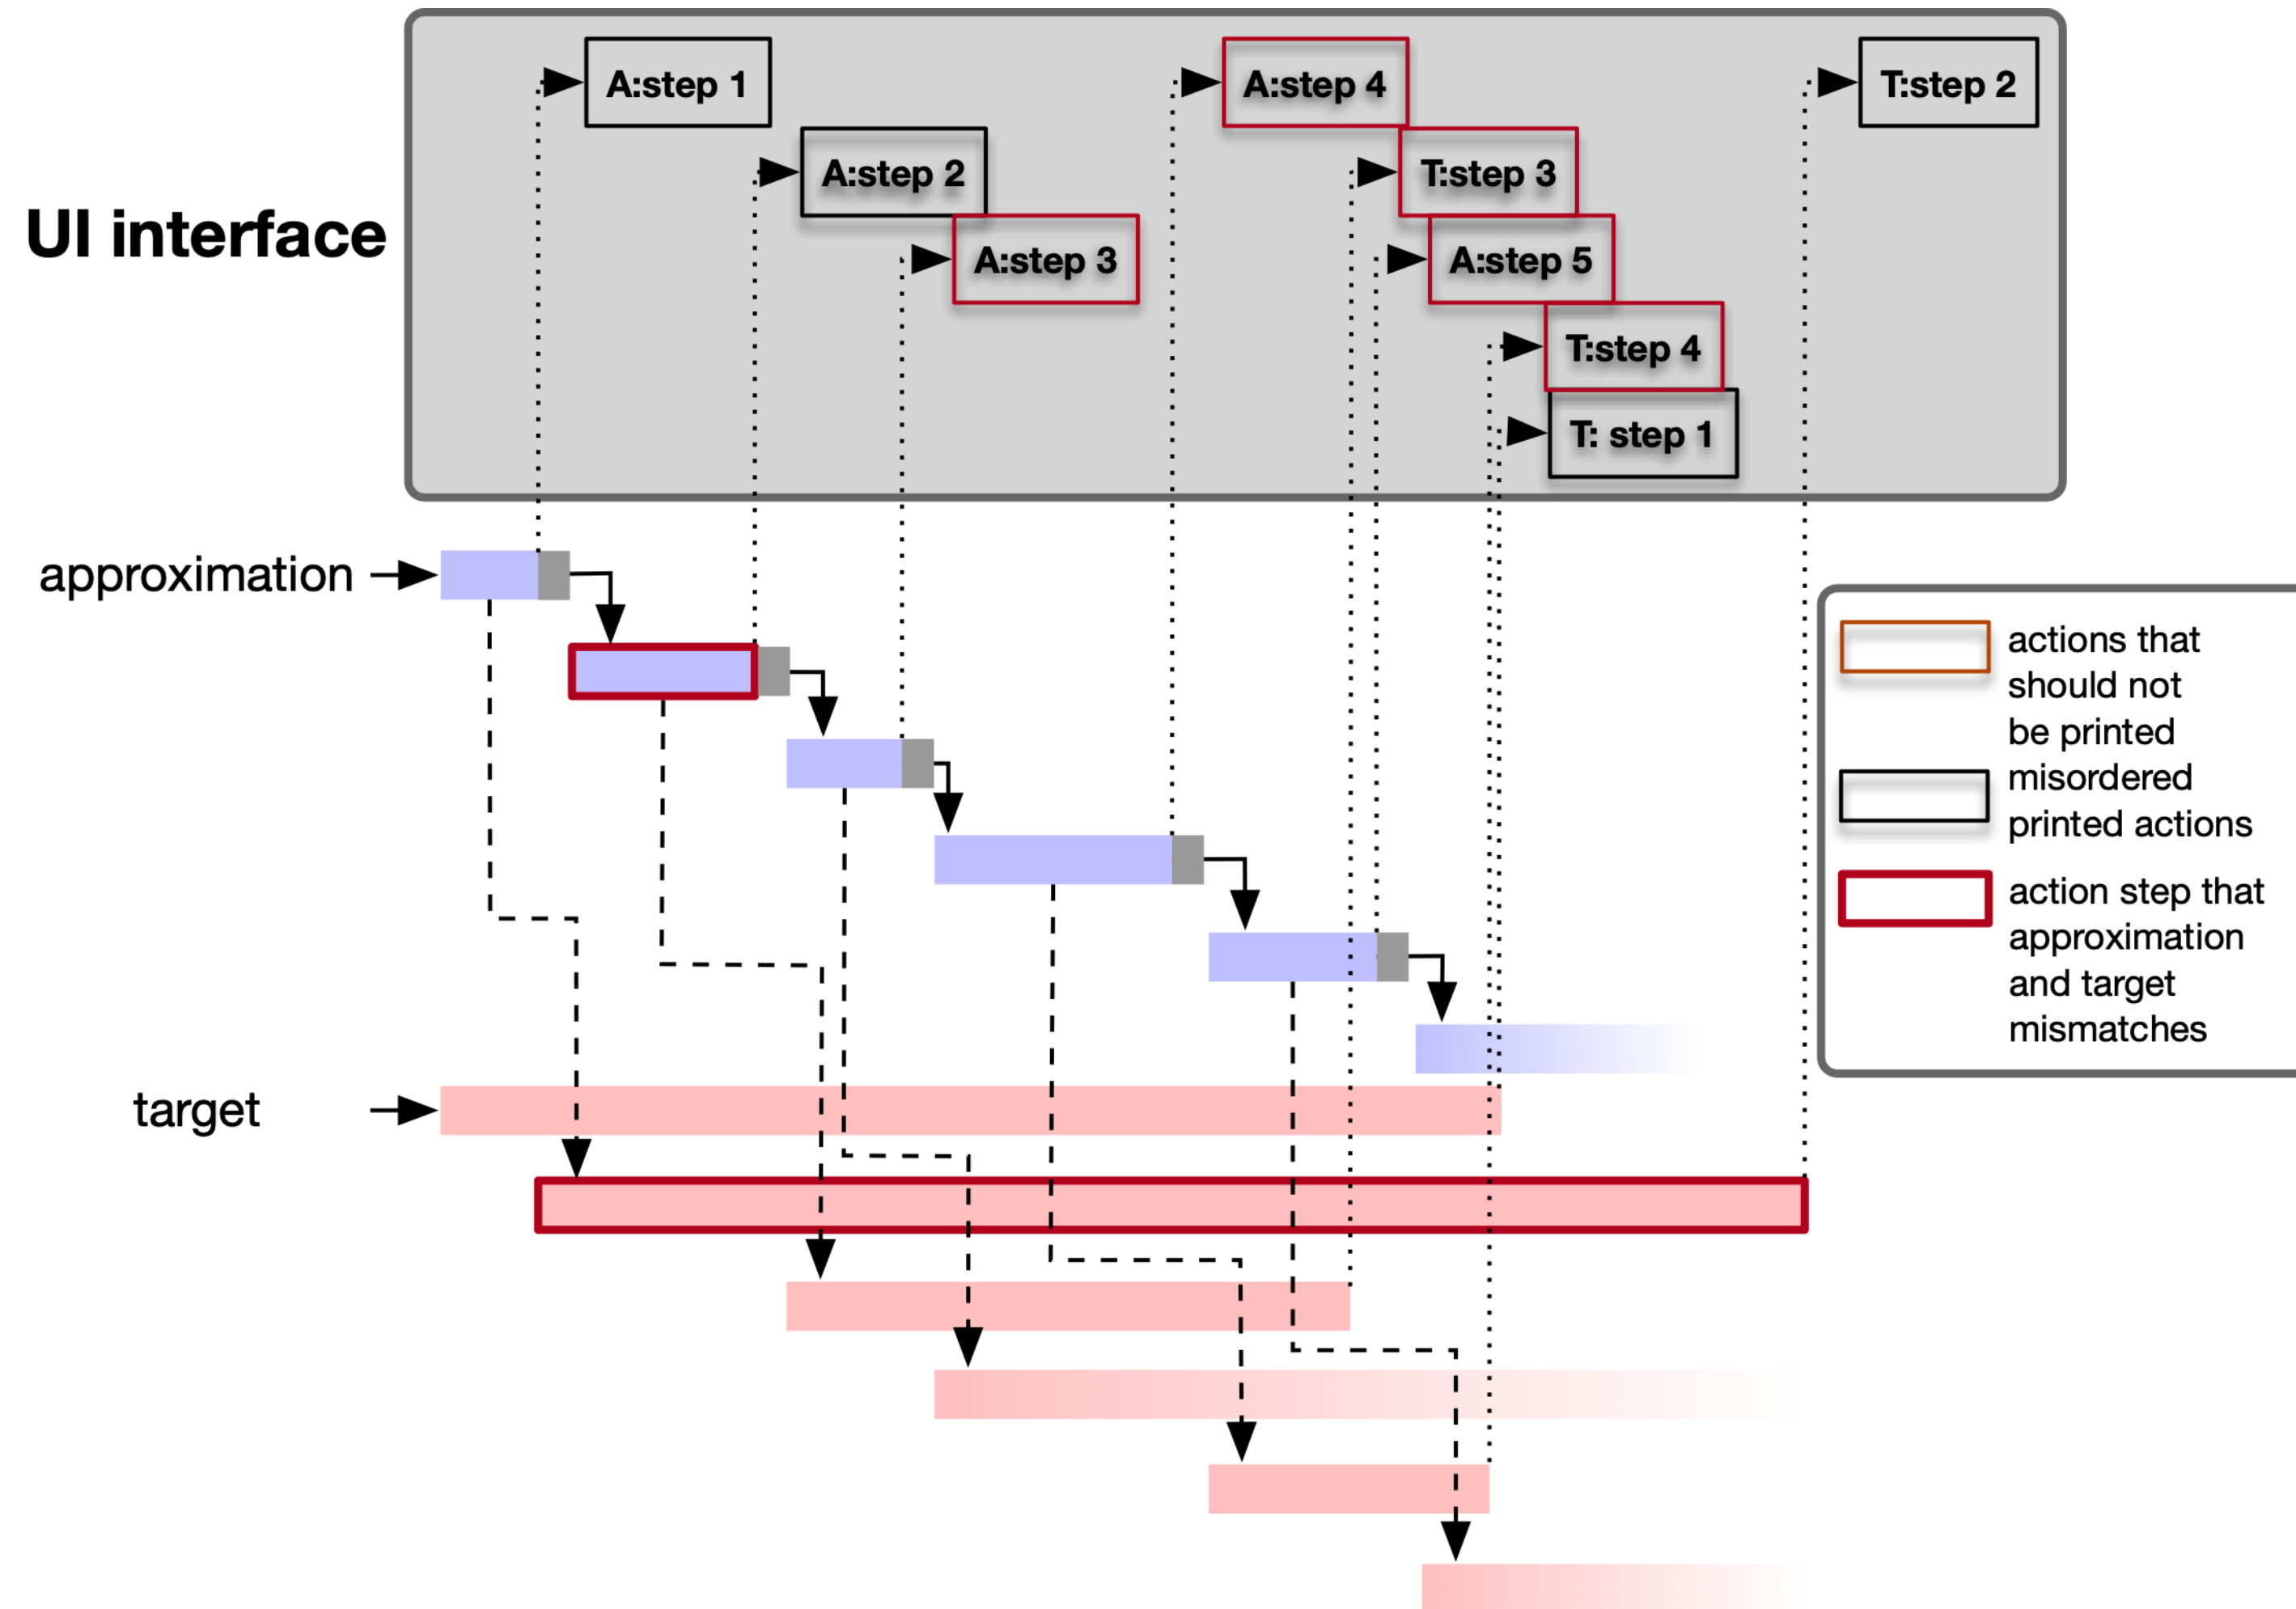 A:step 1
A:step 4
T:step 2
A:step 2
T:step 3
UI interface
A:step 3
A:step 5
T:step 4
T: step 1
approximation
actions that
should not
be printed
misordered
printed actions
action step that
approximation
and target
mismatches
target